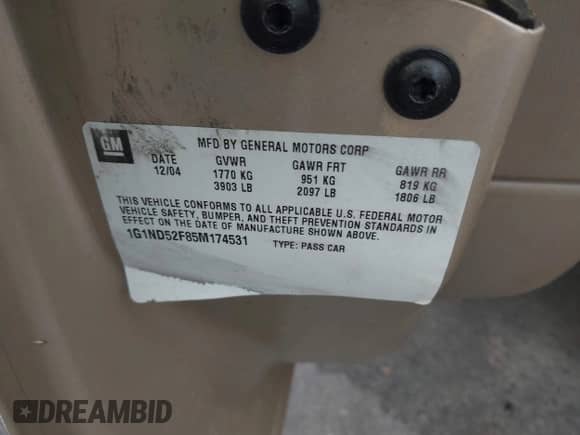 GM
MFD BY GENERAL MOTORS CORP
DATE GVWR GAWR FRT GAWR RR
12/04 1770 KG 951 KG 819 KG
3903 LB 2097 LB 1806 LB
THIS VEHICLE CONFORMS TO ALL APPLICABLE U.S. FEDERAL MOTOR
VEHICLE SAFETY, BUMPER, AND THEFT PREVENTION STANDARDS IN
EFFECT ON THE DATE OF MANUFACTURE SHOWN ABOVE.
1G1ND52F85M174531 TYPE: PASS CAR
DREAMBID